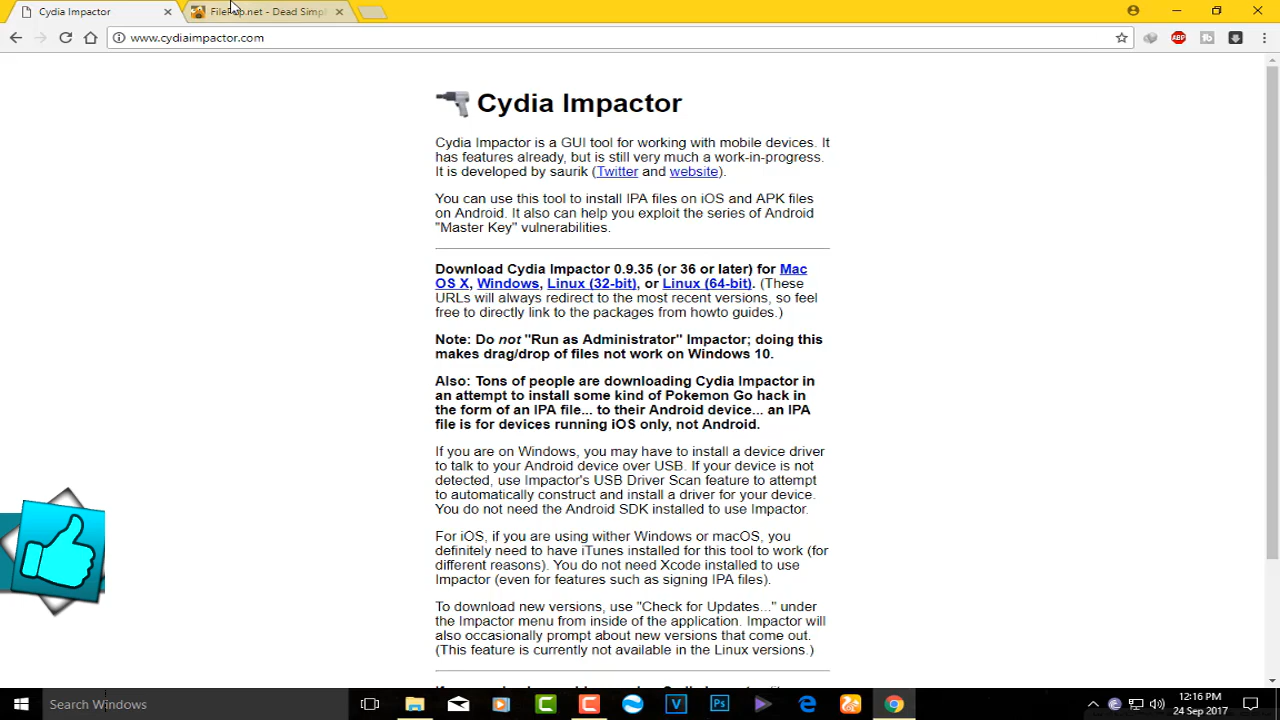 Cydia Impactor
.net - Dead Simpl
www.cydiaimpactor.com
ABP
Cydia Impactor
Cydia Impactor is a GUI tool for working with mobile devices. It
has features already, but is still very much a work-in-progress.
It is developed by saurik (Twitter and website).
You can use this tool to install IPA files on iOS and APK files
on Android. It also can help you exploit the series of Android
"Master Key" vulnerabilities.
Download Cydia Impactor 0.9.35 (or 36 or later) for Mac
OS X, Windows, Linux (32-bit), or Linux (64-bit). (These
URLs will always redirect to the most recent versions, so feel
free to directly link to the packages from howto guides.)
Note: Do not "Run as Administrator" Impactor; doing this
makes drag/drop of files not work on Windows 10.
Also: Tons of people are downloading Cydia Impactor in
an attempt to install some kind of Pokemon Go hack in
the form of an IPA file... to their Android device... an IPA
file is for devices running iOS only, not Android.
If you are on Windows, you may have to install a device driver
to talk to your Android device over USB. If your device is not
detected, use Impactor's USB Driver Scan feature to attempt
to automatically construct and install a driver for your device.
You do not need the Android SDK installed to use Impactor.
For iOS, if you are using wither Windows or macOS, you
definitely need to have iTunes installed for this tool to work (for
different reasons). You do not need Xcode installed to use
Impactor (even for features such as signing IPA files).
To download new versions, use "Check for Updates..." under
the Impactor menu from inside of the application. Impactor will
also occasionally prompt about new versions that come out.
(This feature is currently not available in the Linux versions.)
Search Windows
12:16 PM
24 Sep 2017